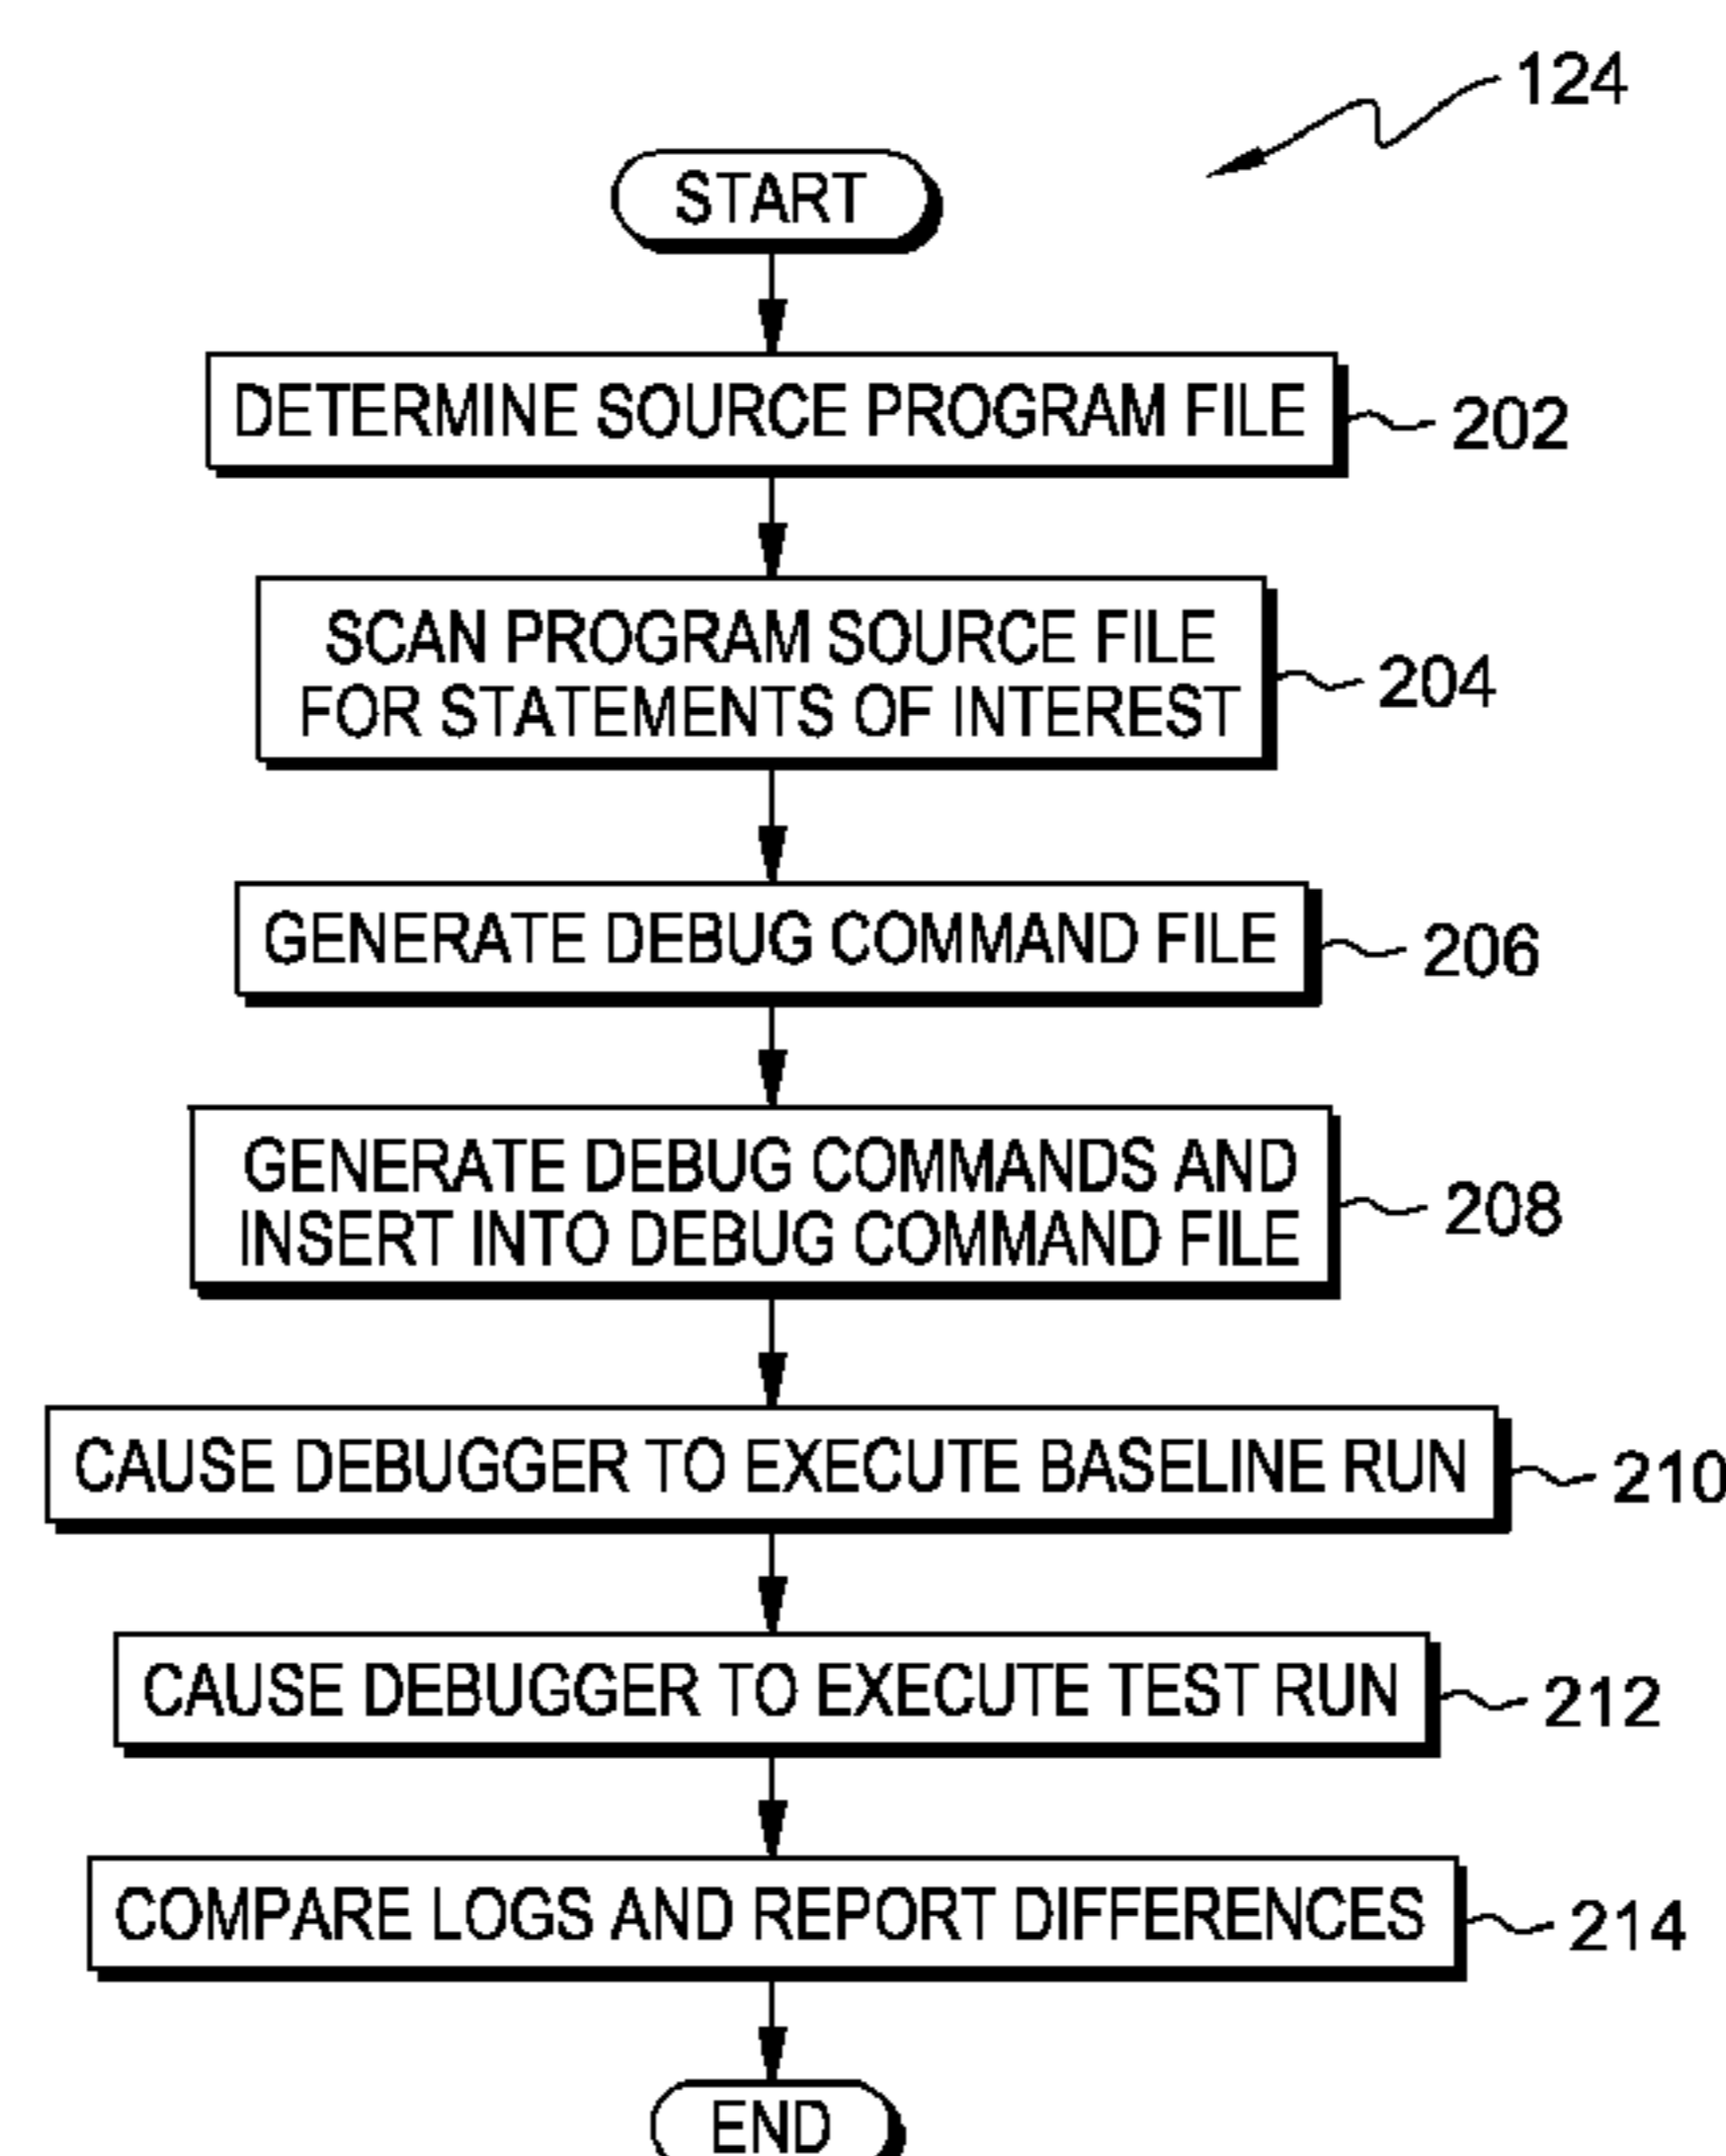 124
START
DETERMINE SOURCE PROGRAM FILE
202
SCAN PROGRAM SOURCE FILE
FOR STATEMENTS OF INTEREST
204
GENERATE DEBUG COMMAND FILE
206
GENERATE DEBUG COMMANDS AND
INSERT INTO DEBUG COMMAND FILE
208
CAUSE DEBUGGER TO EXECUTE BASELINE RUN
210
CAUSE DEBUGGER TO EXECUTE TEST RUN
212
COMPARE LOGS AND REPORT DIFFERENCES
214
END